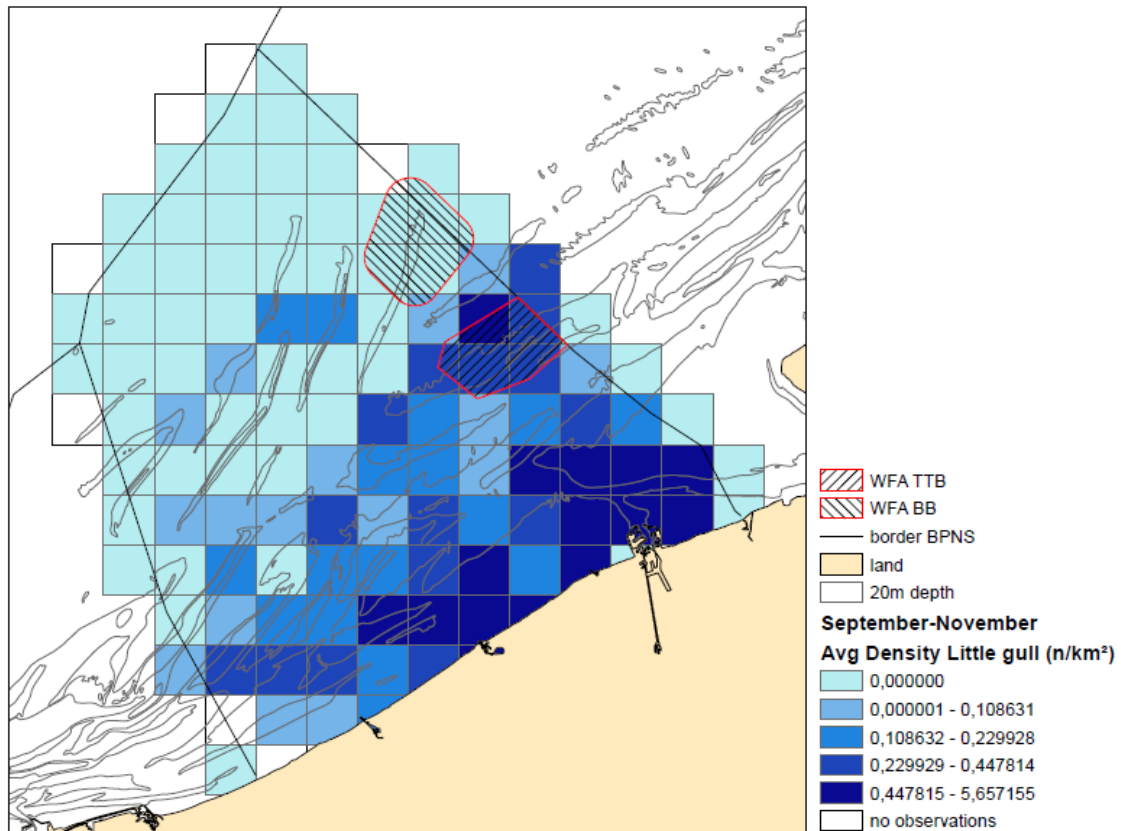 WFA TTB
WFA BB
border BPNS
land
20m depth
September-November
Avg Density Little gull (n/km²)
0,000000
0,000001 - 0,108631
0,108632 - 0,229928
0,229929 - 0,447814
0,447815 - 5,657155
no observations